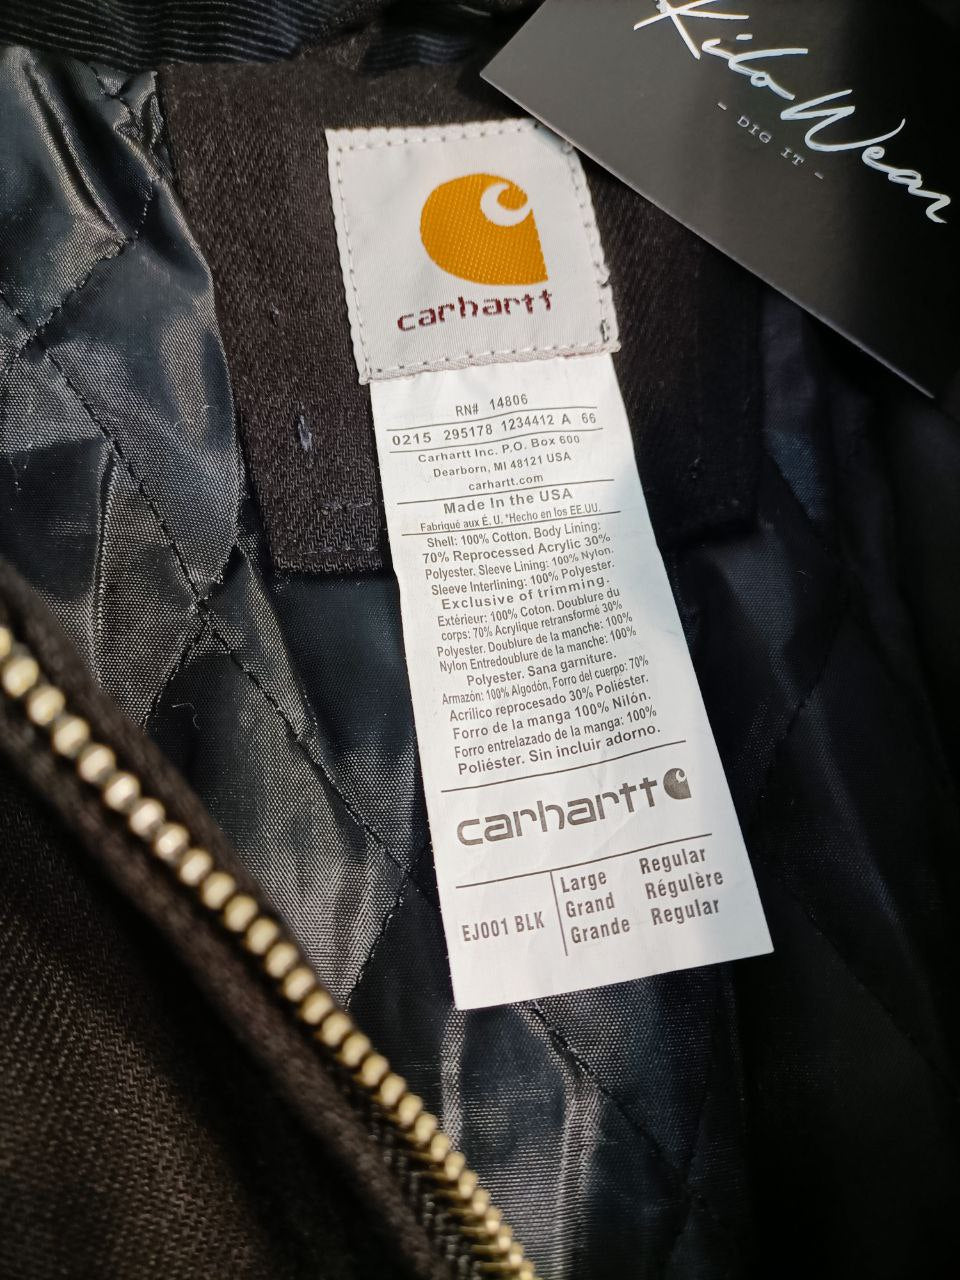 KiloWear
- DIG IT -
carhartt
RN# 14806
0215 295178 1234412 A 66
Carhartt Inc. P.O. Box 600
Dearborn, MI 48121 USA
carhartt.com
Made In the USA
Fabriqué aux É. U. *Hecho en los EE.UU.
Shell: 100% Cotton. Body Lining:
70% Reprocessed Acrylic 30%
Polyester. Sleeve Lining: 100% Nylon.
Sleeve Interlining: 100% Polyester.
Exclusive of trimming.
Extérieur: 100% Coton. Doublure du
corps: 70% Acrylique retransformé 30%
Polyester. Doublure de la manche: 100%
Nylon Entredoublure de la manche: 100%
Polyester. Sana garniture.
Armazón: 100% Algodón, Forro del cuerpo: 70%
Acrilico reprocesado 30% Poliéster.
Forro de la manga 100% Nilón.
Forro entrelazado de la manga: 100%
Poliéster. Sin incluir adorno.
carhartt
EJ001 BLK
Large Regular
Grand Régulère
Grande Regular